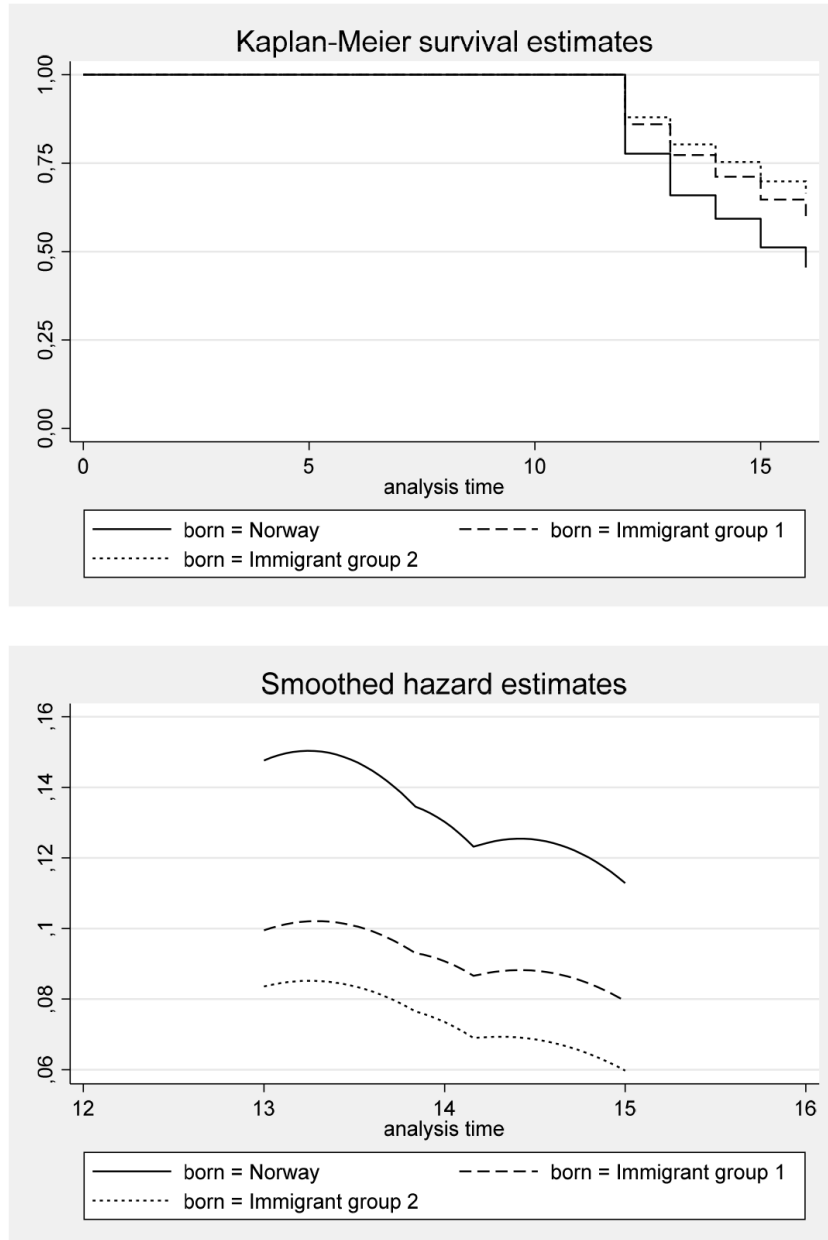 Kaplan-Meier survival estimates
1,00
0,75
0,50
0,25
0,00
0 5 10 15
analysis time
born = Norway born = Immigrant group 1
born = Immigrant group 2
Smoothed hazard estimates
,16
,14
,12
,1
,08
,06
12 13 14 15 16
analysis time
born = Norway born = Immigrant group 1
born = Immigrant group 2